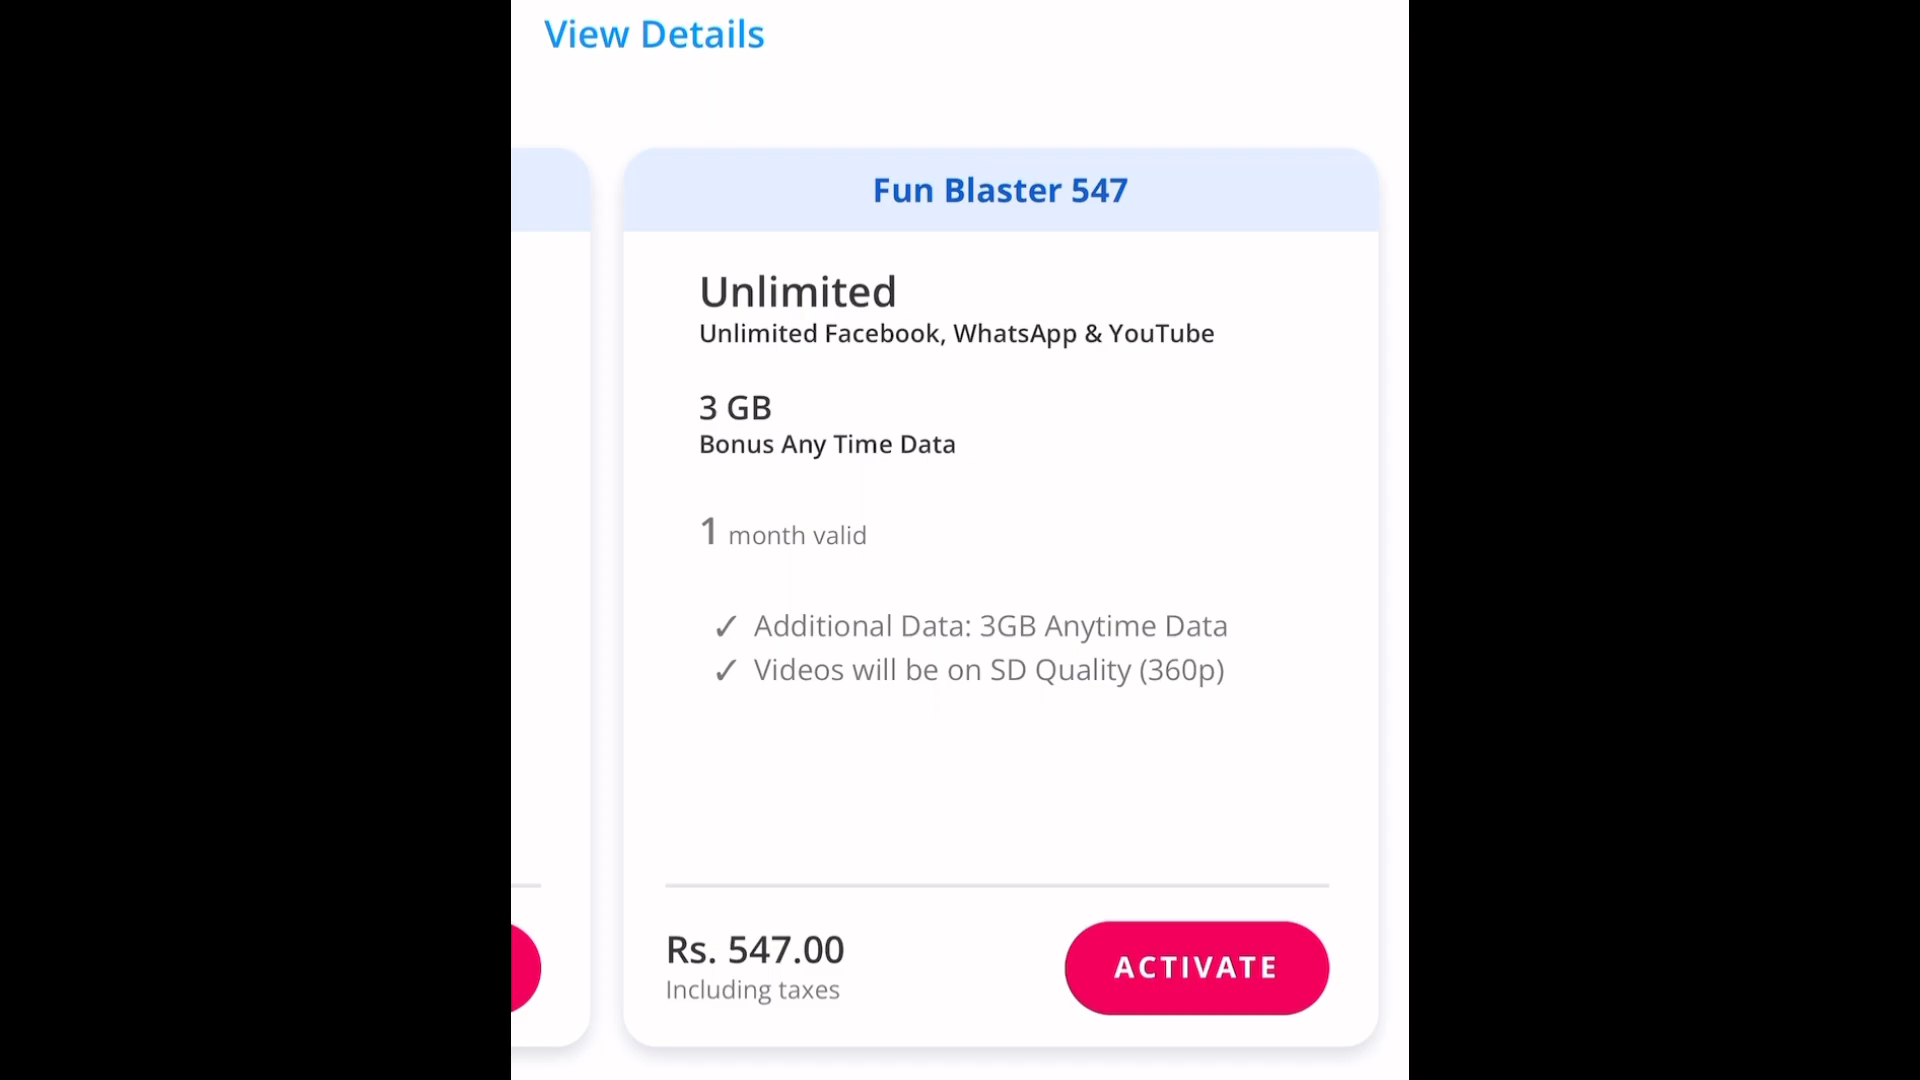 View Details
Fun Blaster 547
Unlimited
Unlimited Facebook, WhatsApp & YouTube
3 GB
Bonus Any Time Data
1 month valid
✓ Additional Data: 3GB Anytime Data
✓ Videos will be on SD Quality (360p)
Rs. 547.00
Including taxes
ACTIVATE